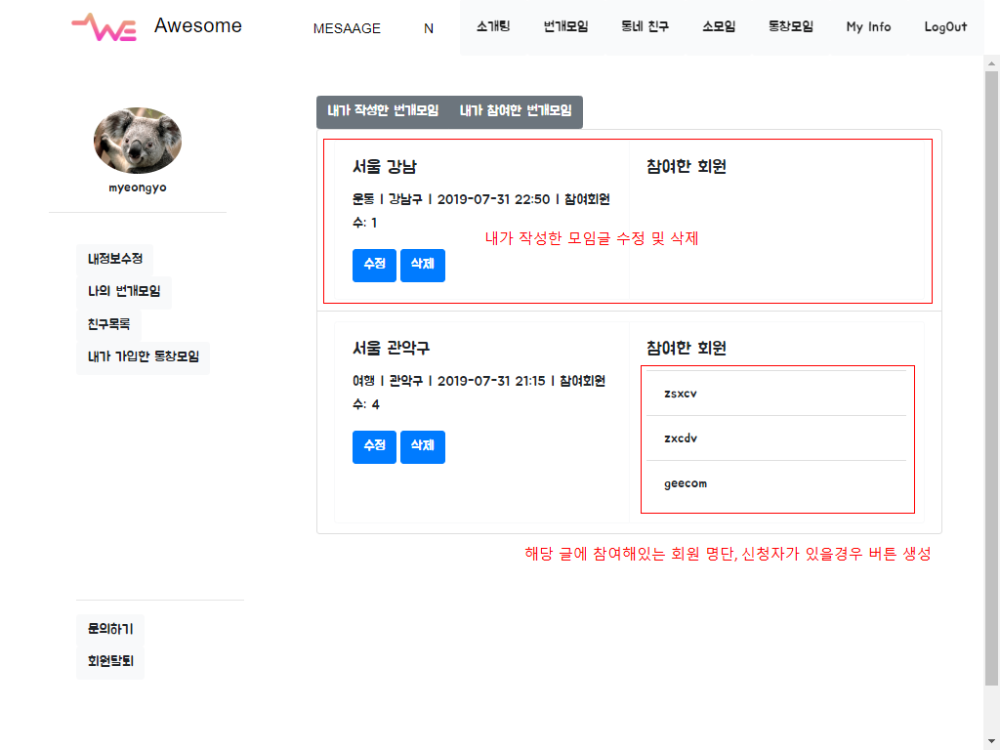 WE Awesome
MESAAGE N 소개팅 번개모임 동네 친구 소모임 동창모임 My Info LogOut
myeongyo
내정보수정
나의 번개모임
친구목록
내가 가입한 동창모임
문의하기
회원탈퇴
내가 작성한 번개모임 내가 참여한 번개모임
서울 강남
운동 | 강남구 | 2019-07-31 22:50 | 참여회원
수: 1
수정 삭제
참여한 회원
내가 작성한 모임글 수정 및 삭제
서울 관악구
여행 | 관악구 | 2019-07-31 21:15 | 참여회원
수: 4
수정 삭제
참여한 회원
zsxcv
zxcdv
geecom
해당 글에 참여해있는 회원 명단, 신청자가 있을경우 버튼 생성